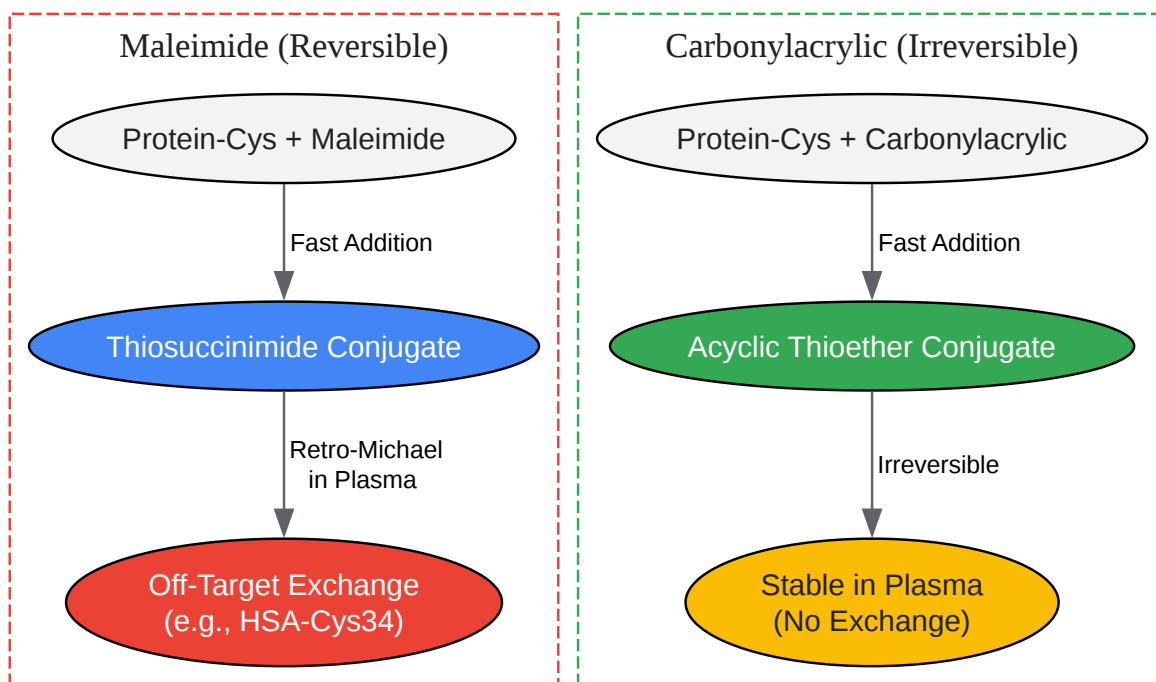 Maleimide (Reversible)
Protein-Cys + Maleimide
Fast Addition
Thiosuccinimide Conjugate
Retro-Michael
in Plasma
Off-Target Exchange
(e.g., HSA-Cys34)
Carbonylacrylic (Irreversible)
Protein-Cys + Carbonylacrylic
Fast Addition
Acyclic Thioether Conjugate
Irreversible
Stable in Plasma
(No Exchange)